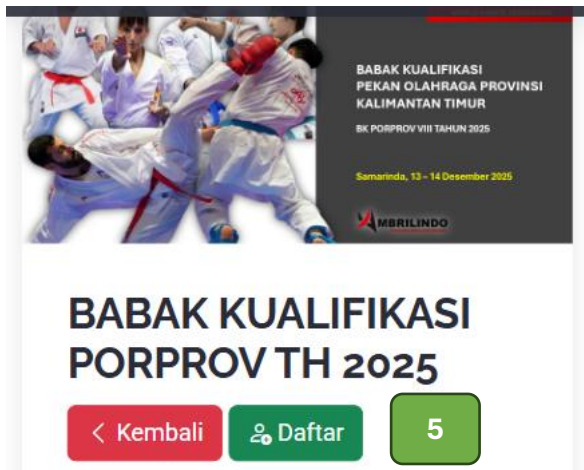 BABAK KUALIFIKASI
PEKAN OLAHRAGA PROVINSI
KALIMANTAN TIMUR
BK PORPROV VIII TAHUN 2025
Samarinda, 13 – 14 Desember 2025
AMBRILINDO
BABAK KUALIFIKASI
PORPROV TH 2025
Kembali
Daftar
5